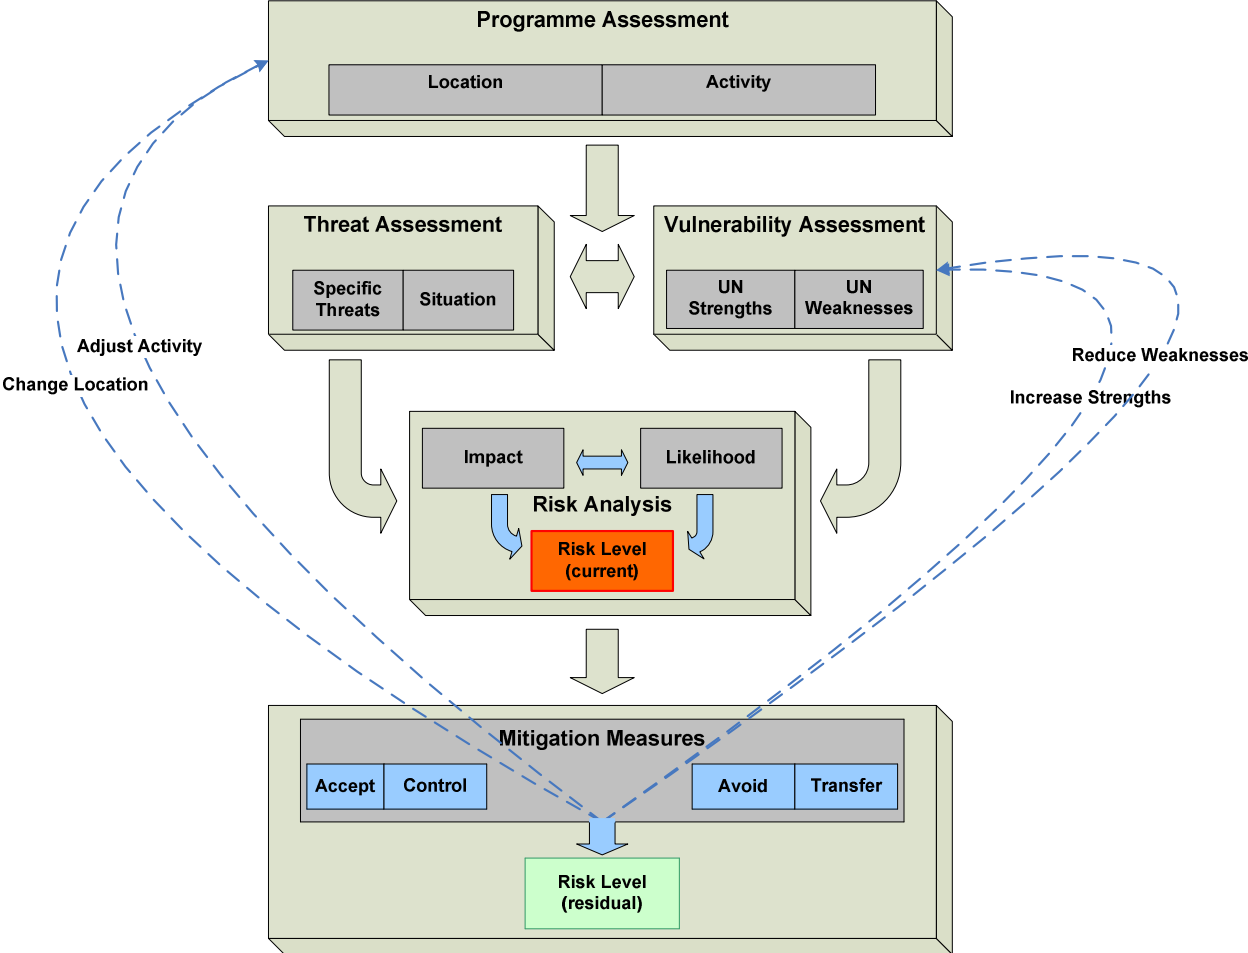 Programme Assessment
Location
Activity
Threat Assessment
Vulnerability Assessment
Specific
Threats
Situation
UN
Strengths
UN
Weaknesses
Adjust Activity
Change Location
Reduce Weaknesses
Increase Strengths
Impact
Likelihood
Risk Analysis
Risk Level
(current)
Mitigation Measures
Accept
Control
Avoid
Transfer
Risk Level
(residual)